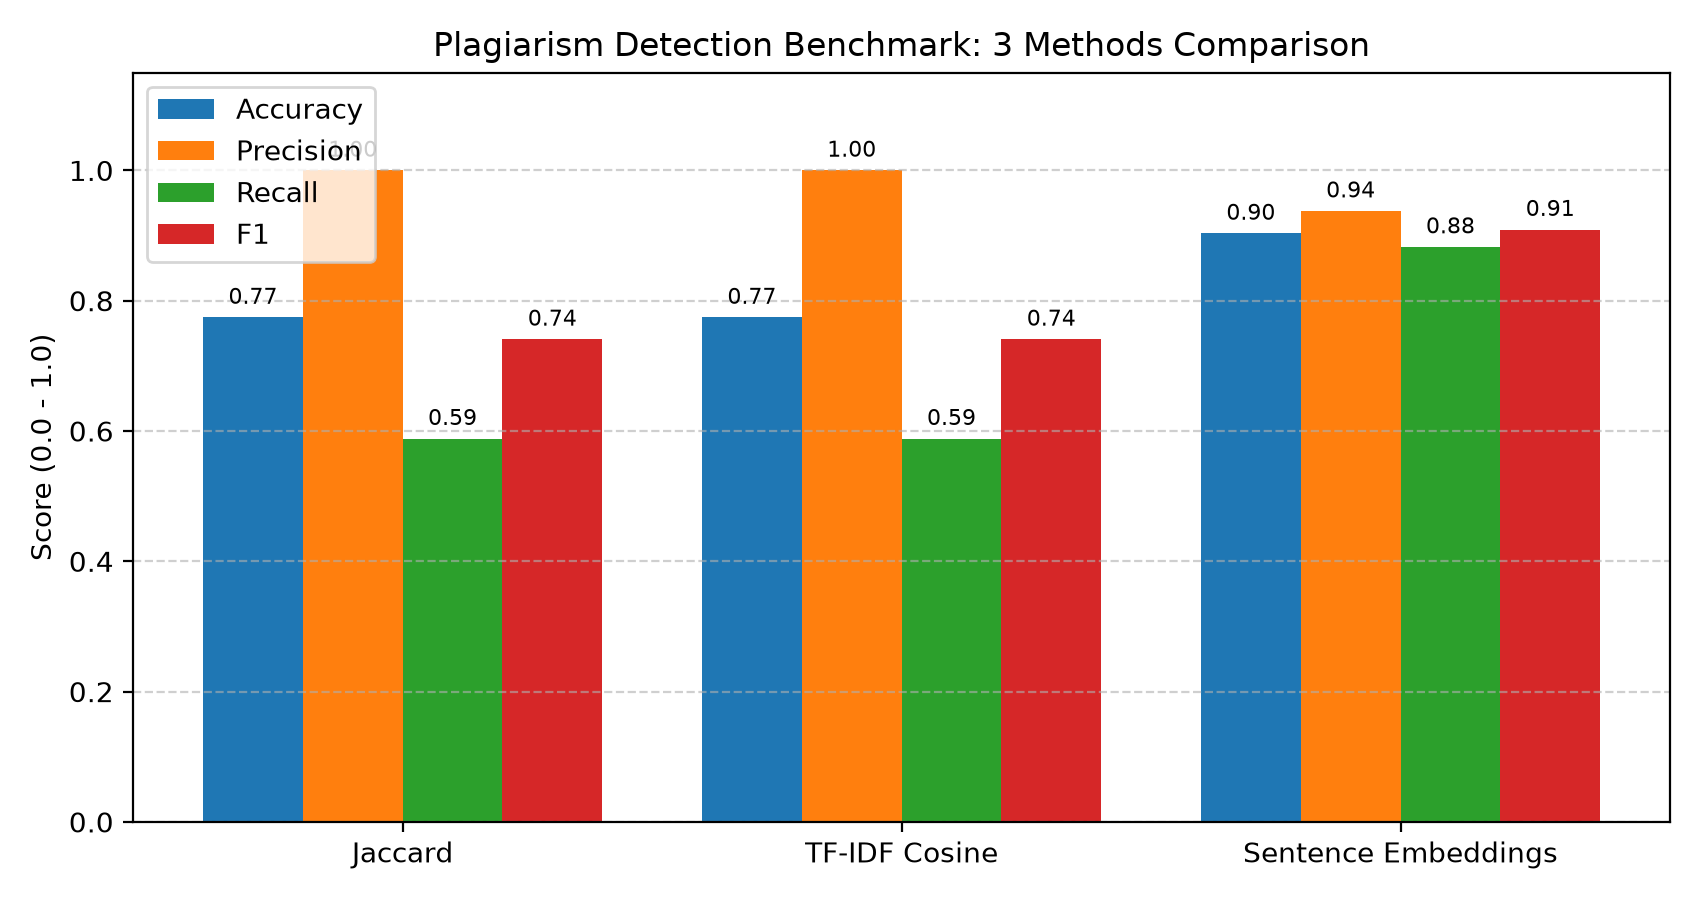 Plagiarism Detection Benchmark: 3 Methods Comparison
Accuracy
Precision
Recall
F1
Score (0.0 - 1.0)
1.0
0.8
0.6
0.4
0.2
0.0
0.77
1.00
0.59
0.74
0.77
1.00
0.59
0.74
0.90
0.94
0.88
0.91
Jaccard
TF-IDF Cosine
Sentence Embeddings